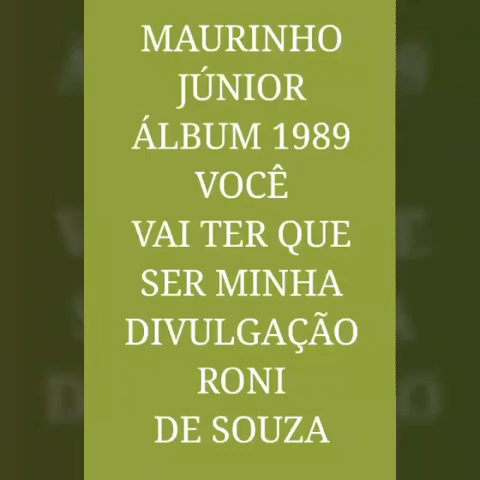 MAURINHO
JÚNIOR
ÁLBUM 1989
VOCÊ
VAI TER QUE
SER MINHA
DIVULGAÇÃO
RONI
DE SOUZA